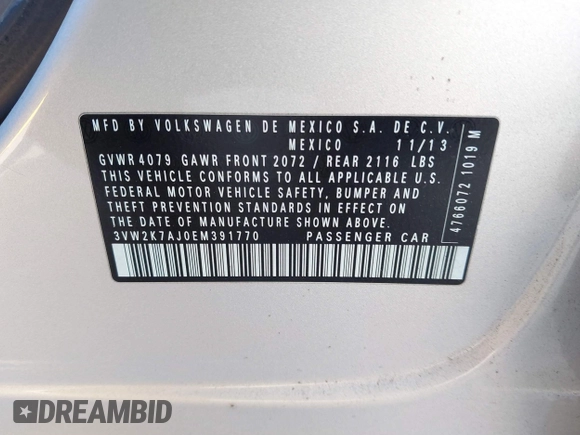 MFD BY VOLKSWAGEN DE MEXICO S.A. DE C.V.
MEXICO 11/13
GVWR 4079 GAWR FRONT 2072 / REAR 2116 LBS
THIS VEHICLE CONFORMS TO ALL APPLICABLE U.S.
FEDERAL MOTOR VEHICLE SAFETY, BUMPER AND
THEFT PREVENTION STANDARDS IN EFFECT ON
THE DATE OF MANUFACTURE SHOWN ABOVE.
3VW2K7AJ0EM391770 PASSENGER CAR
4766072 1019 M
DREAMBID